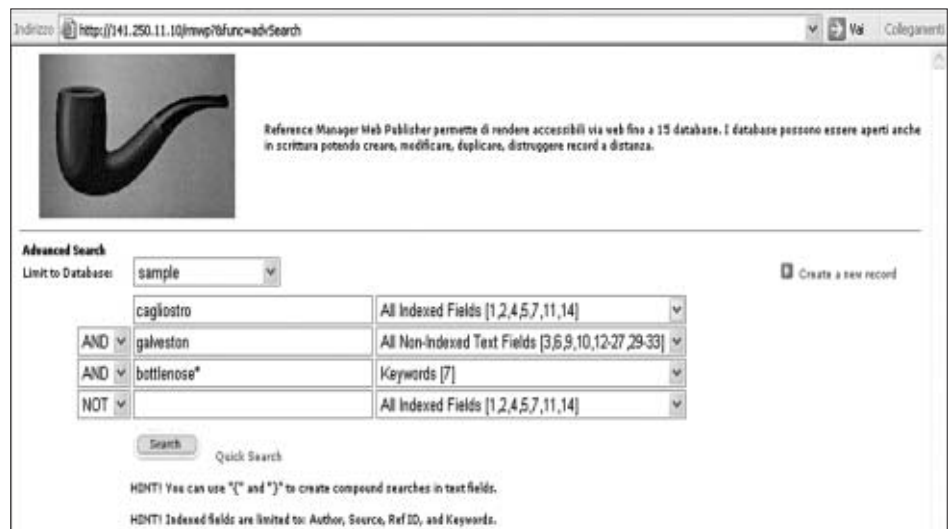 Indirizzo http://141.250.11.10/rmwp?&func=advSearch Vai Collegamenti
Reference Manager Web Publisher permette di rendere accessibili via web fino a 15 database. I database possono essere aperti anche
in scrittura potendo creare, modificare, duplicare, distruggere record a distanza.
Advanced Search
Limit to Database: sample Create a new record
cagliostro All Indexed Fields [1,2,4,5,7,11,14]
AND galveston All Non-Indexed Text Fields [3,6,9,10,12-27,29-33]
AND bottlenose* Keywords [7]
NOT All Indexed Fields [1,2,4,5,7,11,14]
Search Quick Search
HINT! You can use "{" and "}" to create compound searches in text fields.
HINT! Indexed fields are limited to: Author, Source, Ref ID, and Keywords.